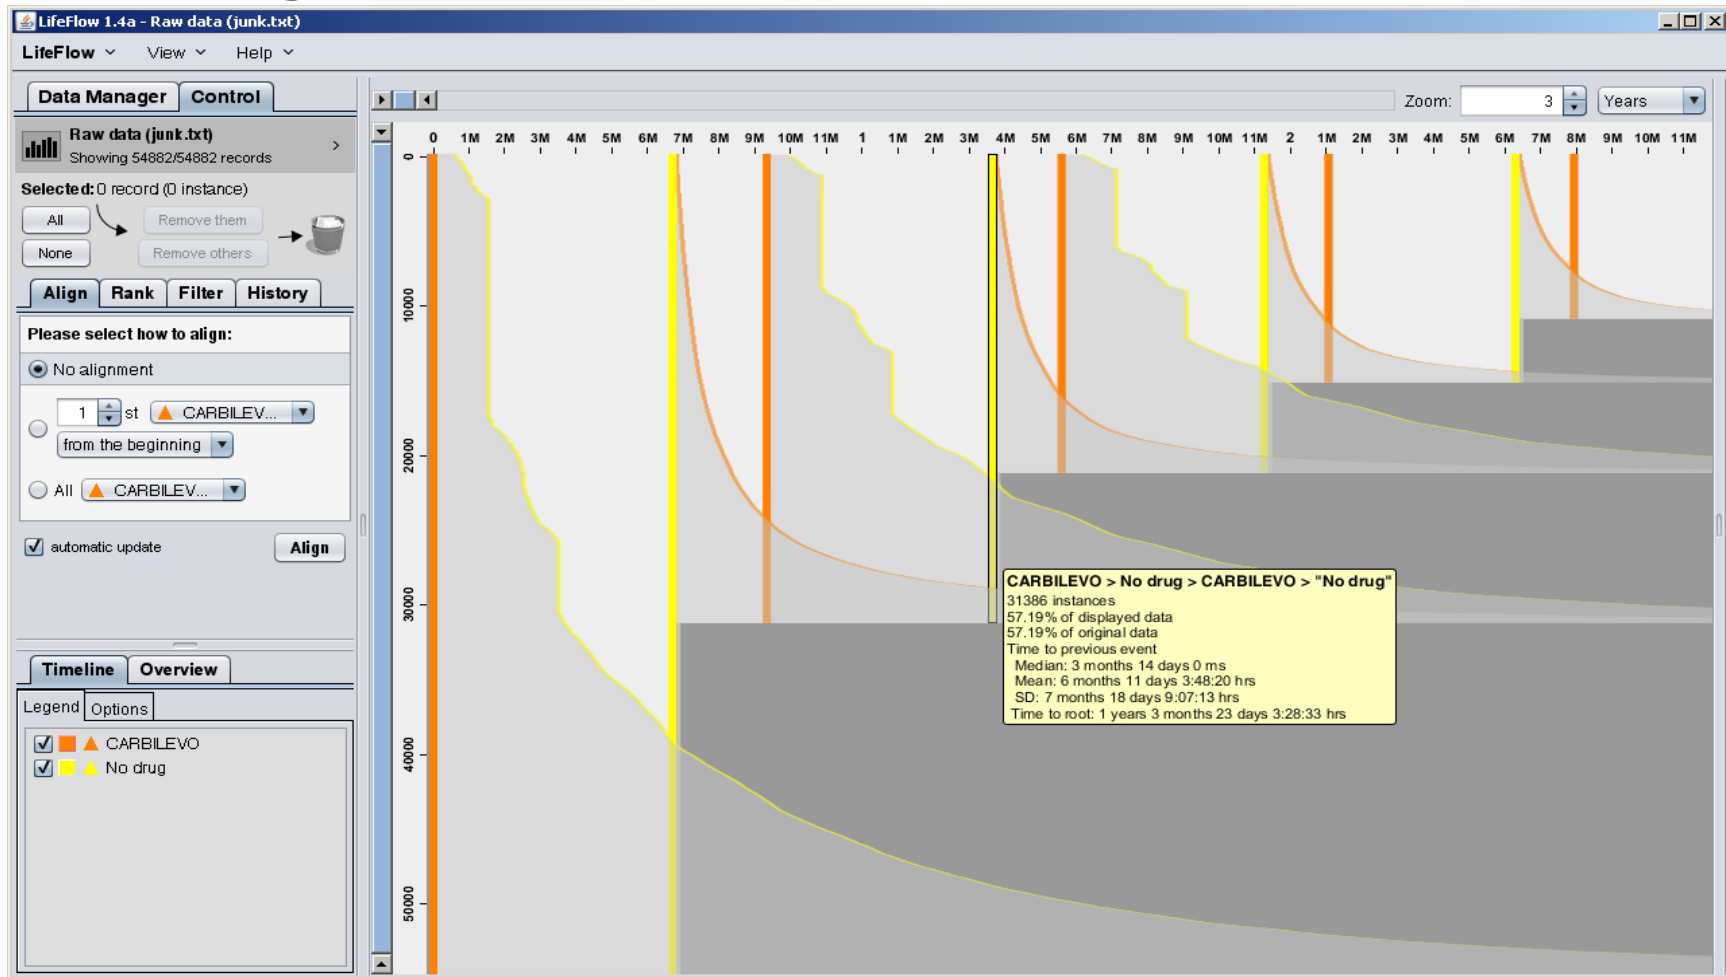 LifeFlow 1.4a - Raw data (junk.txt)
LifeFlow View Help
Data Manager Control
Raw data (junk.txt)
Showing 54882/54882 records
Selected: 0 record (0 instance)
All Remove them
None Remove others
Align Rank Filter History
Please select how to align:
No alignment
1 st CARBILEV...
from the beginning
All CARBILEV...
automatic update Align
Timeline Overview
Legend Options
CARBILEVO
No drug
Zoom: 3 Years
0 1M 2M 3M 4M 5M 6M 7M 8M 9M 10M 11M 1 1M 2M 3M 4M 5M 6M 7M 8M 9M 10M 11M 2 1M 2M 3M 4M 5M 6M 7M 8M 9M 10M 11M
0
10000
20000
30000
40000
50000
CARBILEVO > No drug > CARBILEVO > "No drug"
31386 instances
57.19% of displayed data
57.19% of original data
Time to previous event
Median: 3 months 14 days 0 ms
Mean: 6 months 11 days 3:48:20 hrs
SD: 7 months 18 days 9:07:13 hrs
Time to root: 1 years 3 months 23 days 3:28:33 hrs